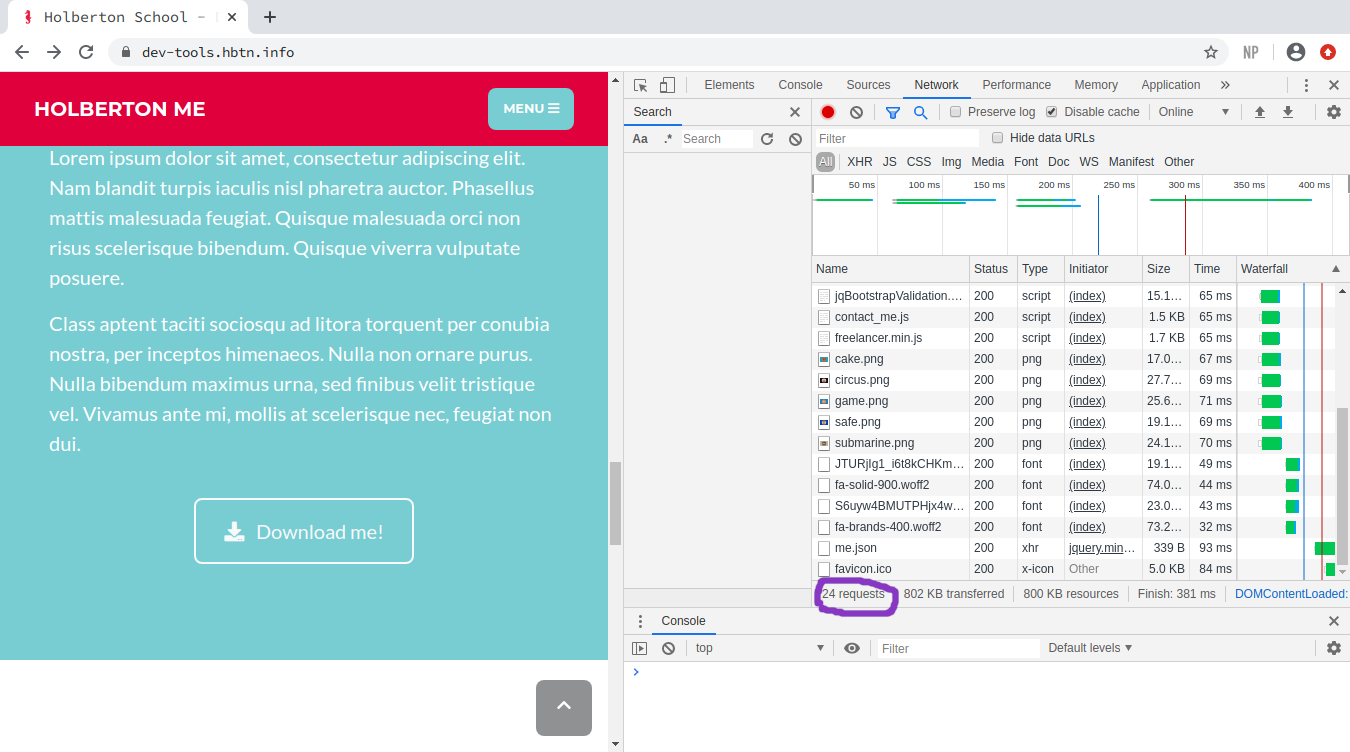 Holberton School –
dev-tools.hbtn.info
NP
HOLBERTON ME
MENU
Lorem ipsum dolor sit amet, consectetur adipiscing elit.
Nam blandit turpis iaculis nisl pharetra auctor. Phasellus
mattis malesuada feugiat. Quisque malesuada orci non
risus scelerisque bibendum. Quisque viverra vulputate
posuere.
Class aptent taciti sociosqu ad litora torquent per conubia
nostra, per inceptos himenaeos. Nulla non ornare purus.
Nulla bibendum maximus urna, sed finibus velit tristique
vel. Vivamus ante mi, mollis at scelerisque nec, feugiat non
dui.
Download me!
Elements Console Sources Network Performance Memory Application »
Search
Aa .* Search
Preserve log Disable cache Online
Filter Hide data URLs
All XHR JS CSS Img Media Font Doc WS Manifest Other
50 ms 100 ms 150 ms 200 ms 250 ms 300 ms 350 ms 400 ms
Name Status Type Initiator Size Time Waterfall
jqBootstrapValidation.… 200 script (index) 15.1… 65 ms
contact_me.js 200 script (index) 1.5 KB 65 ms
freelancer.min.js 200 script (index) 1.7 KB 65 ms
cake.png 200 png (index) 17.0… 67 ms
circus.png 200 png (index) 27.7… 69 ms
game.png 200 png (index) 25.6… 71 ms
safe.png 200 png (index) 19.1… 69 ms
submarine.png 200 png (index) 24.1… 70 ms
JTURjIg1_i6t8kCHKm… 200 font (index) 19.1… 49 ms
fa-solid-900.woff2 200 font (index) 74.0… 44 ms
S6uyw4BMUTPHjx4w… 200 font (index) 23.0… 43 ms
fa-brands-400.woff2 200 font (index) 73.2… 32 ms
me.json 200 xhr jquery.min… 339 B 93 ms
favicon.ico 200 x-icon Other 5.0 KB 84 ms
24 requests 802 KB transferred 800 KB resources Finish: 381 ms DOMContentLoaded:
Console
top Filter Default levels